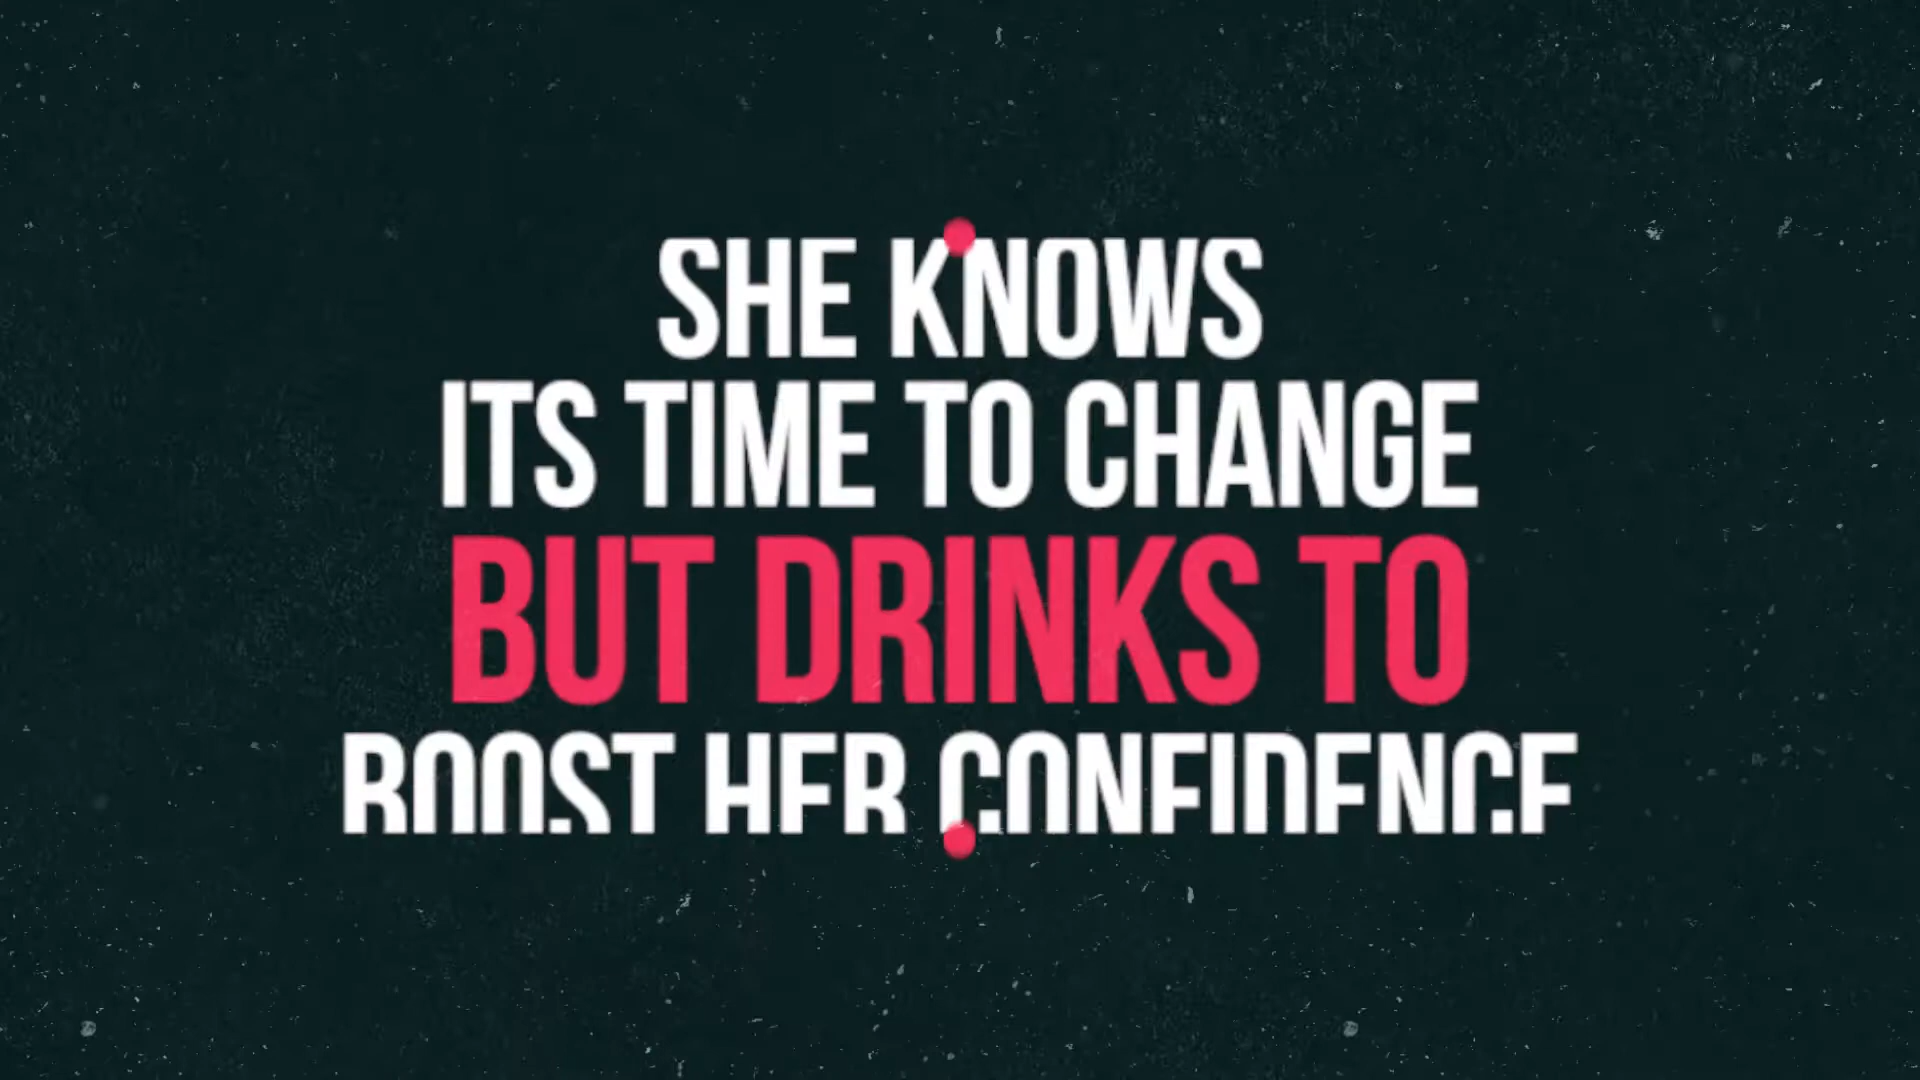 SHE KNOWS
ITS TIME TO CHANGE
BUT DRINKS TO
BOOST HER CONFIDENCE